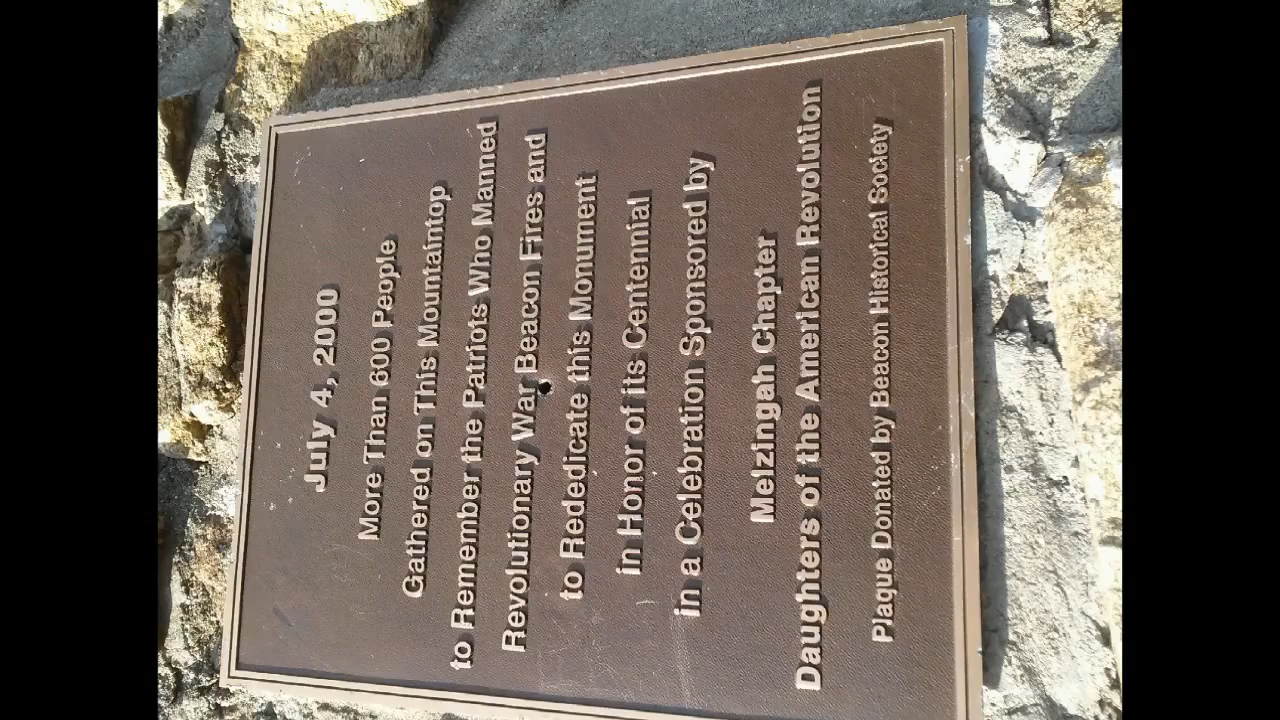 July 4, 2000
More Than 600 People
Gathered on This Mountaintop
to Remember the Patriots Who Manned
Revolutionary War Beacon Fires and
to Rededicate this Monument
in Honor of its Centennial
in a Celebration Sponsored by
Melzingah Chapter
Daughters of the American Revolution
Plaque Donated by Beacon Historical Society